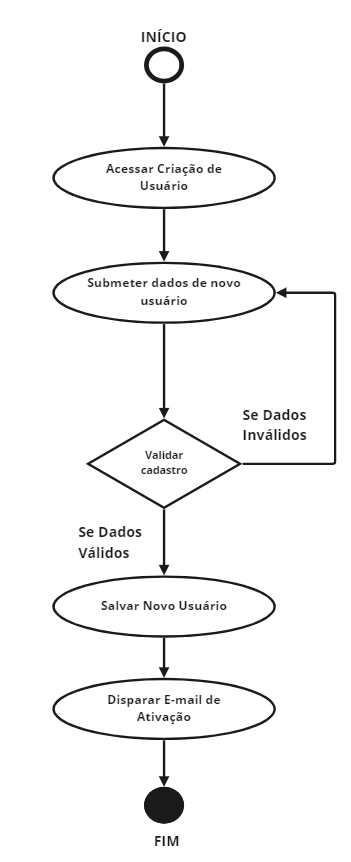 INÍCIO
Acessar Criação de
Usuário
Submeter dados de novo
usuário
Se Dados
Inválidos
Validar
cadastro
Se Dados
Válidos
Salvar Novo Usuário
Disparar E-mail de
Ativação
FIM